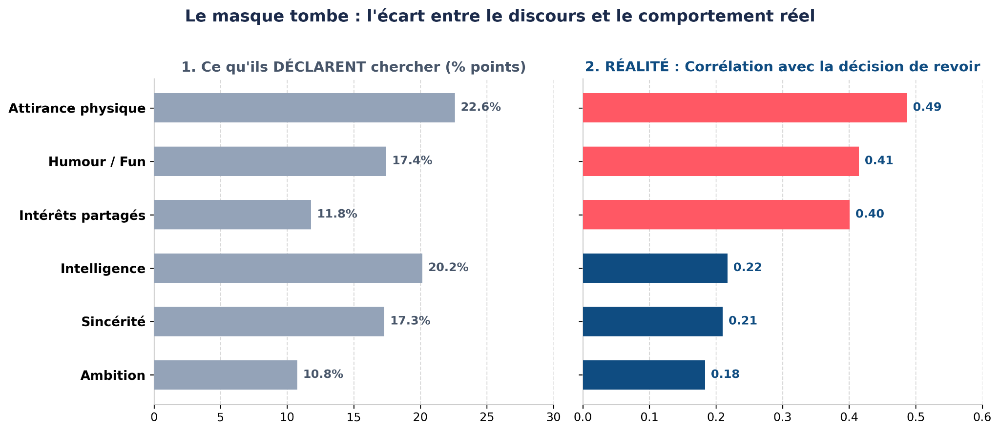 Le masque tombe : l'écart entre le discours et le comportement réel
1. Ce qu'ils DÉCLARENT chercher (% points)
Attirance physique
22.6%
Humour / Fun
17.4%
Intérêts partagés
11.8%
Intelligence
20.2%
Sincérité
17.3%
Ambition
10.8%
0 5 10 15 20 25 30
2. RÉALITÉ : Corrélation avec la décision de revoir
0.49
0.41
0.40
0.22
0.21
0.18
0.0 0.1 0.2 0.3 0.4 0.5 0.6